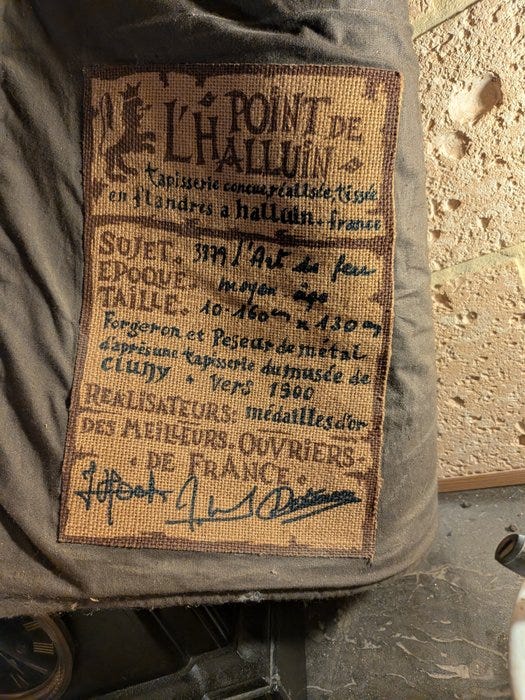 POINT DE
L'HALLUIN
tapisserie conçue, réalisée, tissée
en flandres a halluin. france
SUJET. 3979 l'Art du feu
EPOQUE. moyen âge
TAILLE. 10-160cm x 130cm
Forgeron et Peseur de métal
d'après une tapisserie du musée de
Cluny . vers 1500
REALISATEURS: médailles d'or
DES MEILLEURS. OUVRIERS.
. DE FRANCE .